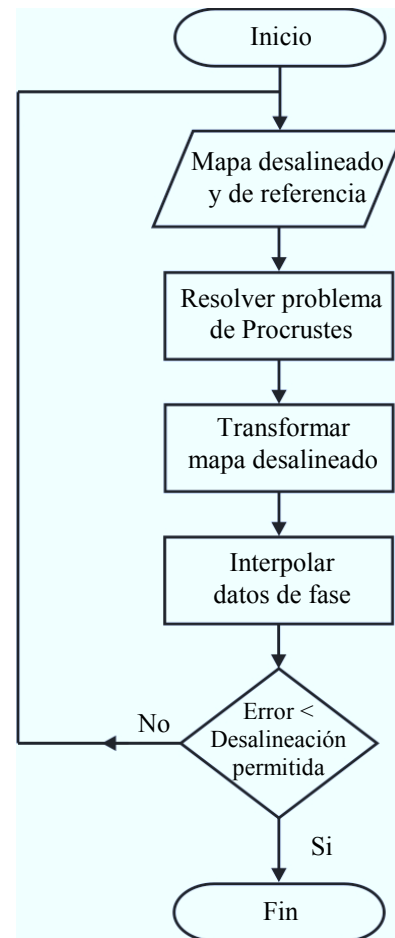 Inicio
Mapa desalineado
y de referencia
Resolver problema
de Procrustes
Transformar
mapa desalineado
Interpolar
datos de fase
Error <
Desalineación
permitida
No
Si
Fin